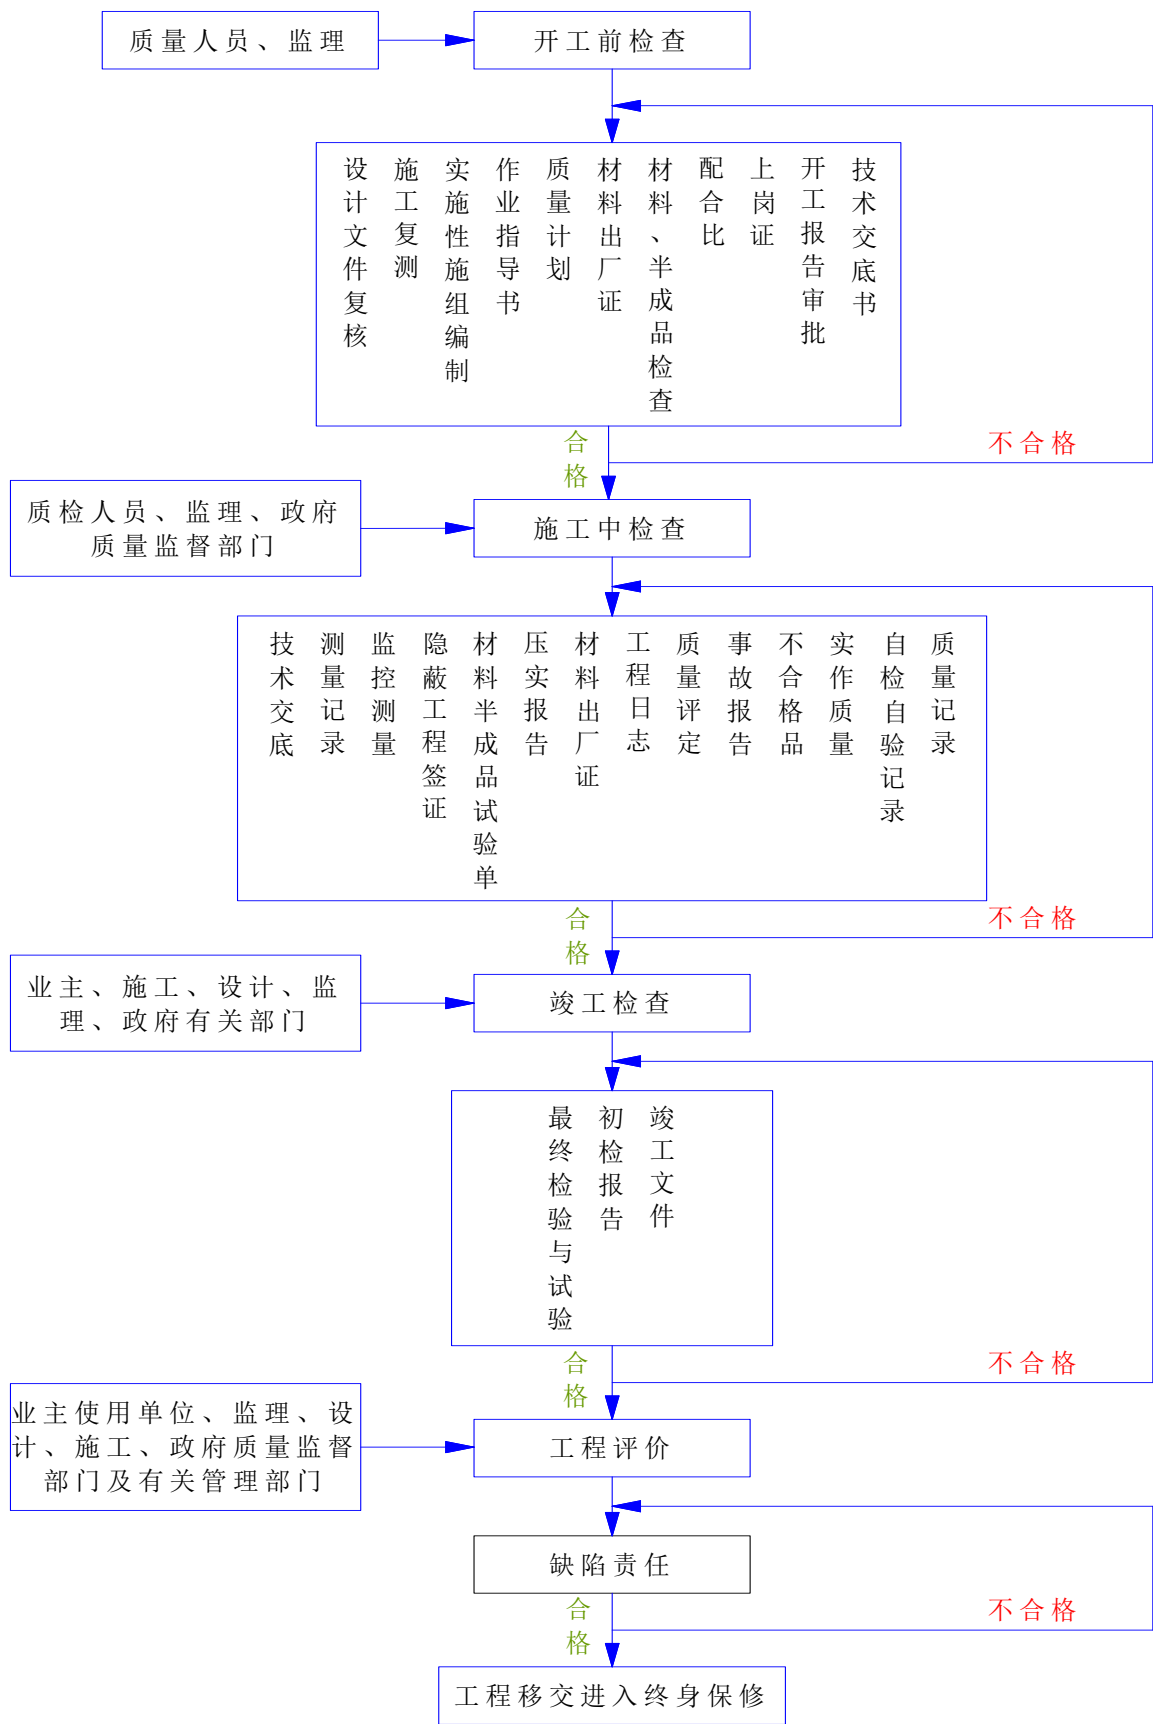 质量人员、监理
开工前检查
设计文件复核
施工复测
实施性施组编制
作业指导书
质量计划
材料出厂证
材料、半成品检查
配合比
上岗证
开工报告审批
技术交底书
合格
不合格
质检人员、监理、政府
质量监督部门
施工中检查
技术交底
测量记录
监控测量
隐蔽工程签证
材料半成品试验单
压实报告
材料出厂证
工程日志
质量评定
事故报告
不合格品
实作质量
自检自验记录
质量记录
合格
不合格
业主、施工、设计、监
理、政府有关部门
竣工检查
最终检验与试验
初检报告
竣工文件
合格
不合格
业主使用单位、监理、设
计、施工、政府质量监督
部门及有关管理部门
工程评价
缺陷责任
合格
不合格
工程移交进入终身保修